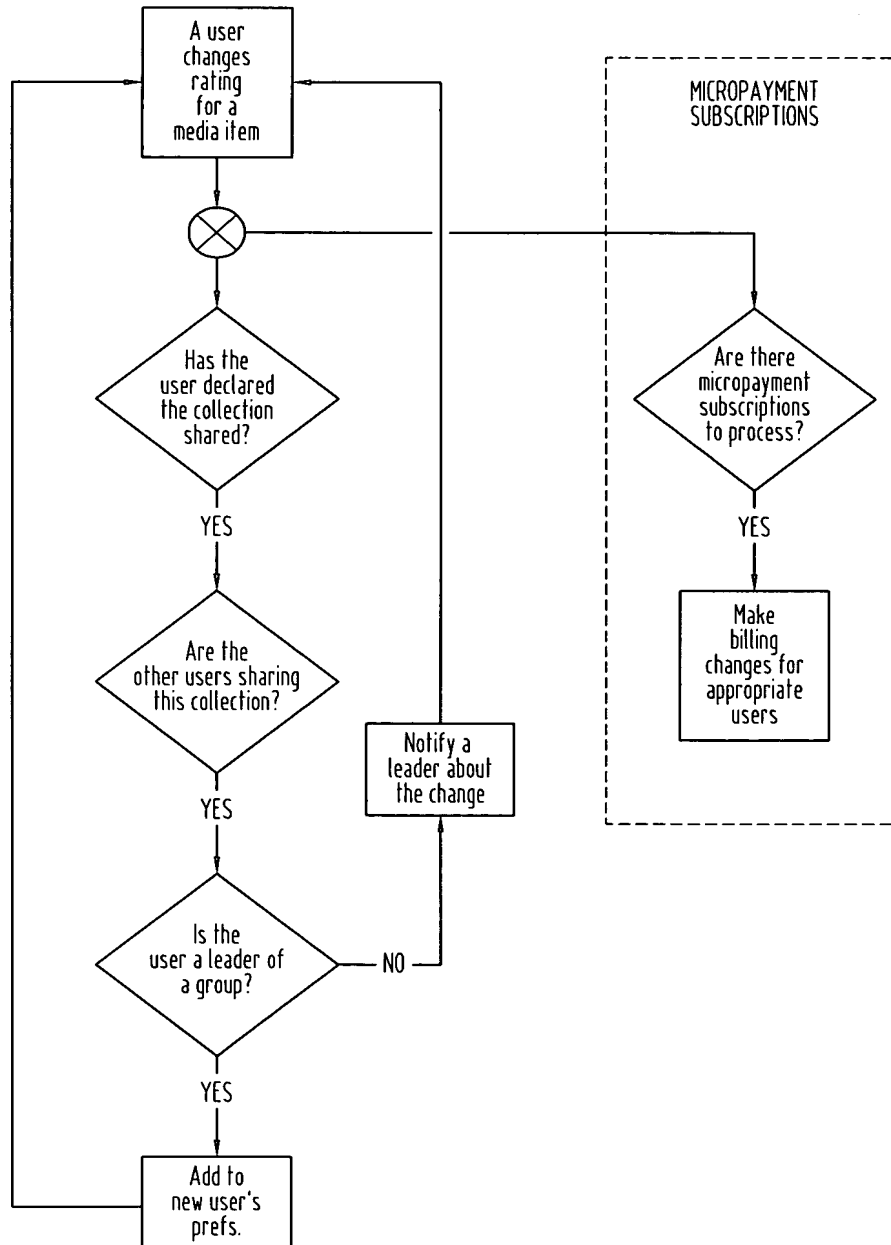 A user
changes
rating
for a
media item
MICROPAYMENT
SUBSCRIPTIONS
Has the
user declared
the collection
shared?
Are there
micropayment
subscriptions
to process?
YES
YES
Are the
other users sharing
this collection?
Make
billing
changes for
appropriate
users
Notify a
leader about
the change
YES
Is the
user a leader of
a group?
NO
YES
Add to
new user's
prefs.